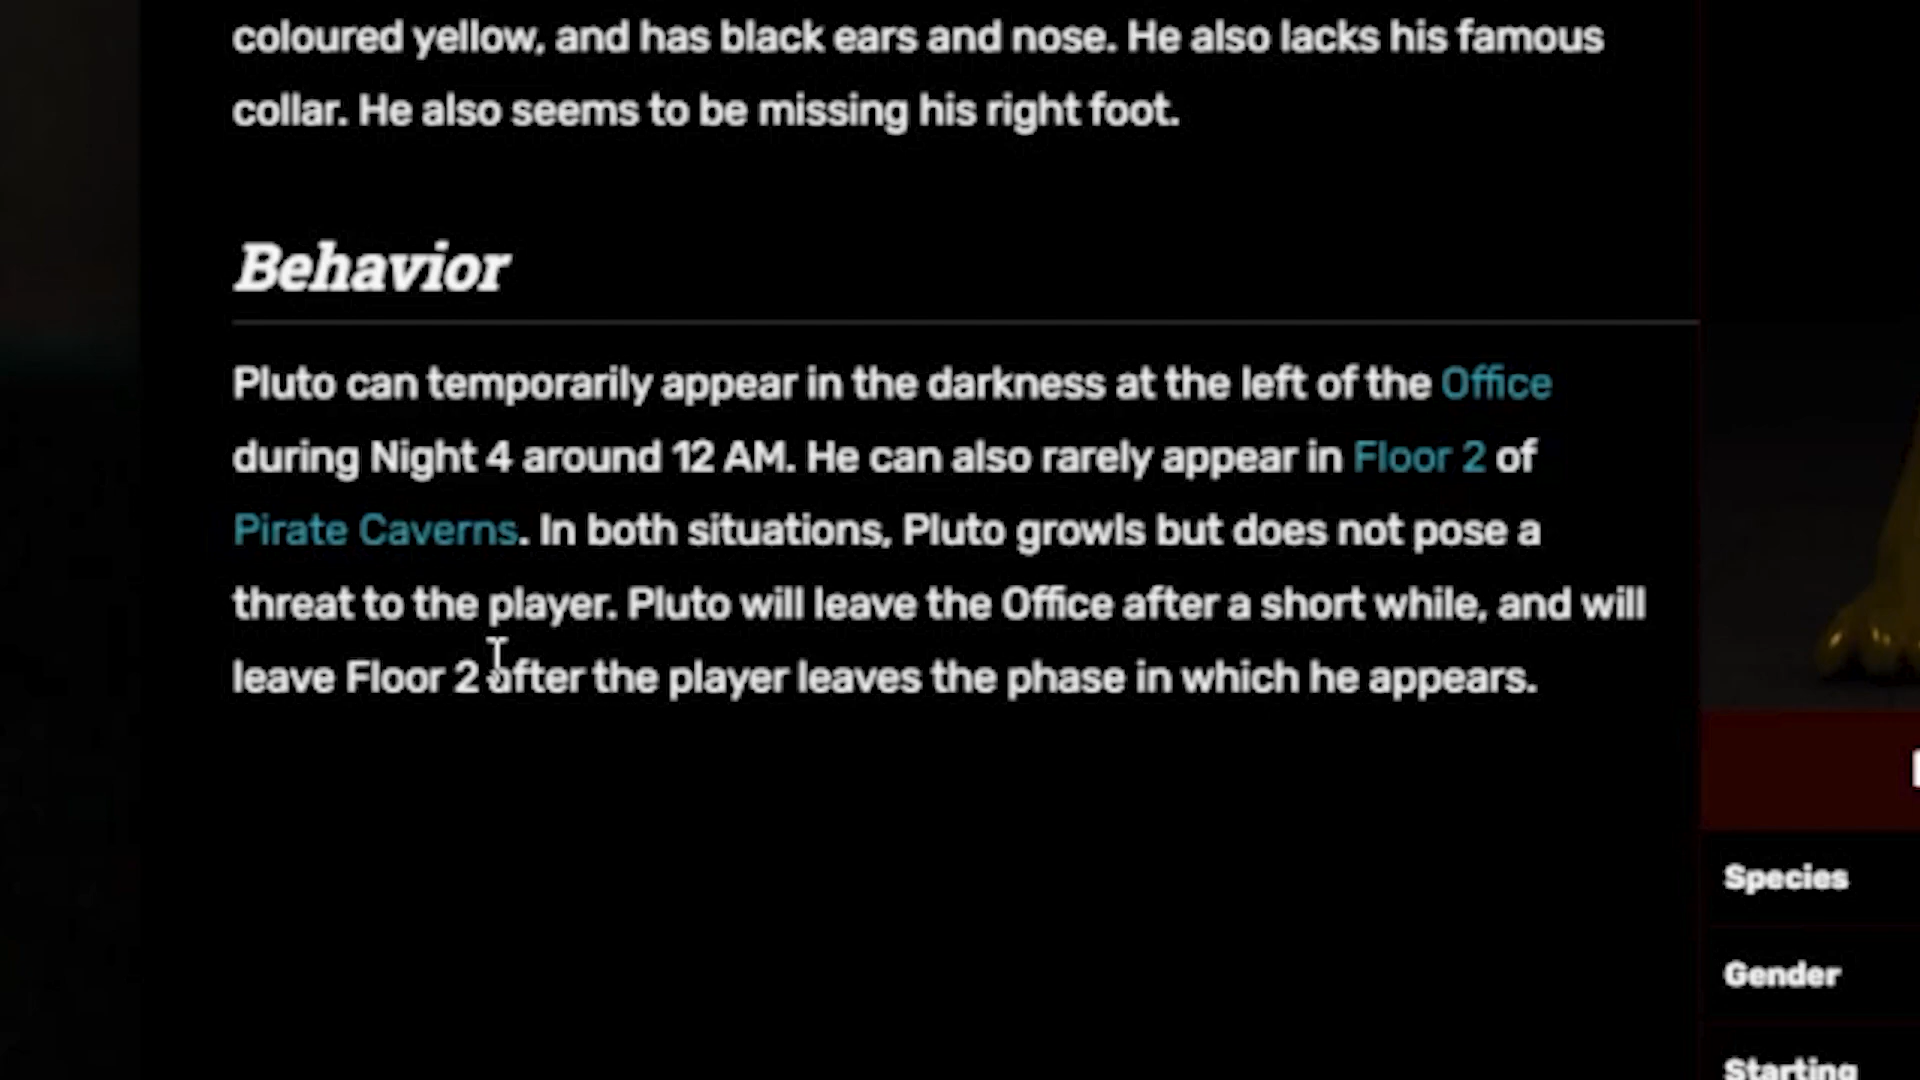 coloured yellow, and has black ears and nose. He also lacks his famous
collar. He also seems to be missing his right foot.
Behavior
Pluto can temporarily appear in the darkness at the left of the Office
during Night 4 around 12 AM. He can also rarely appear in Floor 2 of
Pirate Caverns. In both situations, Pluto growls but does not pose a
threat to the player. Pluto will leave the Office after a short while, and will
leave Floor 2 after the player leaves the phase in which he appears.
Species
Gender
Starting